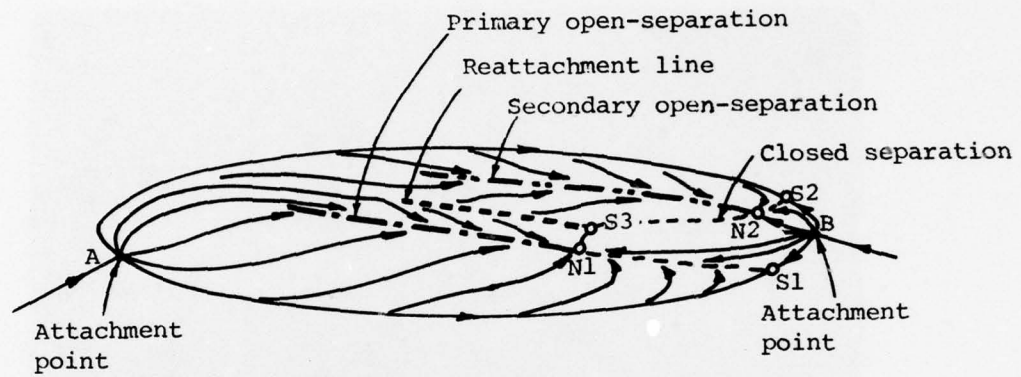 Primary open-separation
Reattachment line
Secondary open-separation
Closed separation
S2
A
S3
N2
B
N1
S1
Attachment
point
Attachment
point